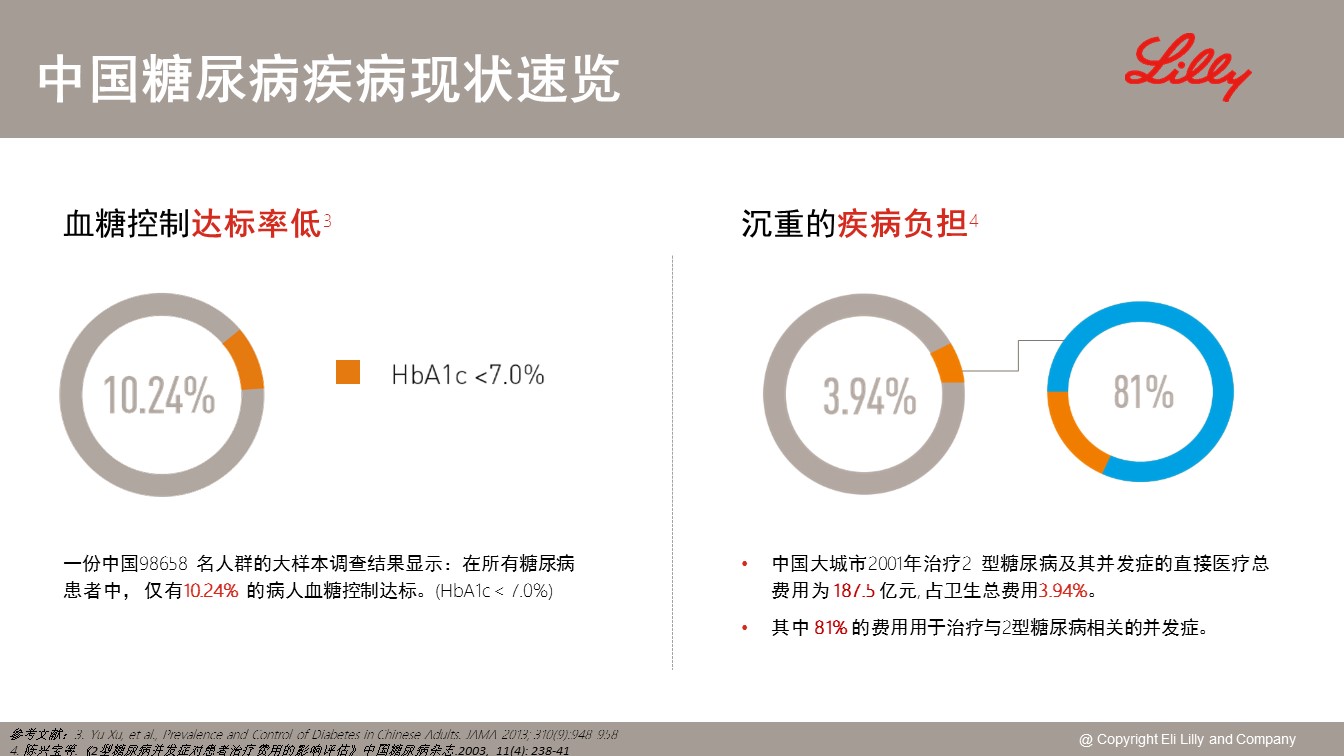 中国糖尿病疾病现状速览
Lilly
血糖控制达标率低3
10.24%
HbA1c <7.0%
一份中国98658 名人群的大样本调查结果显示：在所有糖尿病
患者中，仅有10.24% 的病人血糖控制达标。(HbA1c < 7.0%)
沉重的疾病负担4
3.94%
81%
• 中国大城市2001年治疗2 型糖尿病及其并发症的直接医疗总
费用为 187.5 亿元, 占卫生总费用3.94%。
• 其中 81% 的费用用于治疗与2型糖尿病相关的并发症。
参考文献：3. Yu Xu, et al., Prevalence and Control of Diabetes in Chinese Adults. JAMA 2013; 310(9):948-958
4. 陈兴宝等.《2型糖尿病并发症对患者治疗费用的影响评估》中国糖尿病杂志.2003, 11(4): 238-41
@ Copyright Eli Lilly and Company